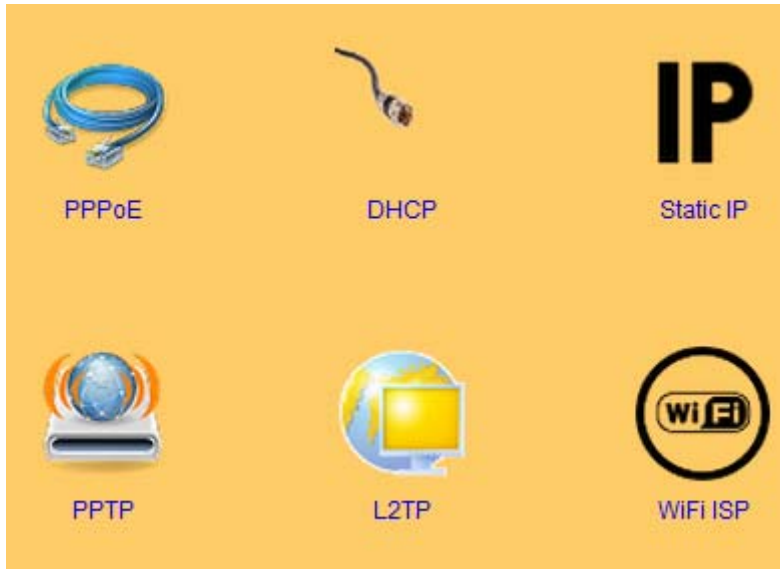 IP
PPPoE
DHCP
Static IP
WiFi
PPTP
L2TP
WiFi ISP